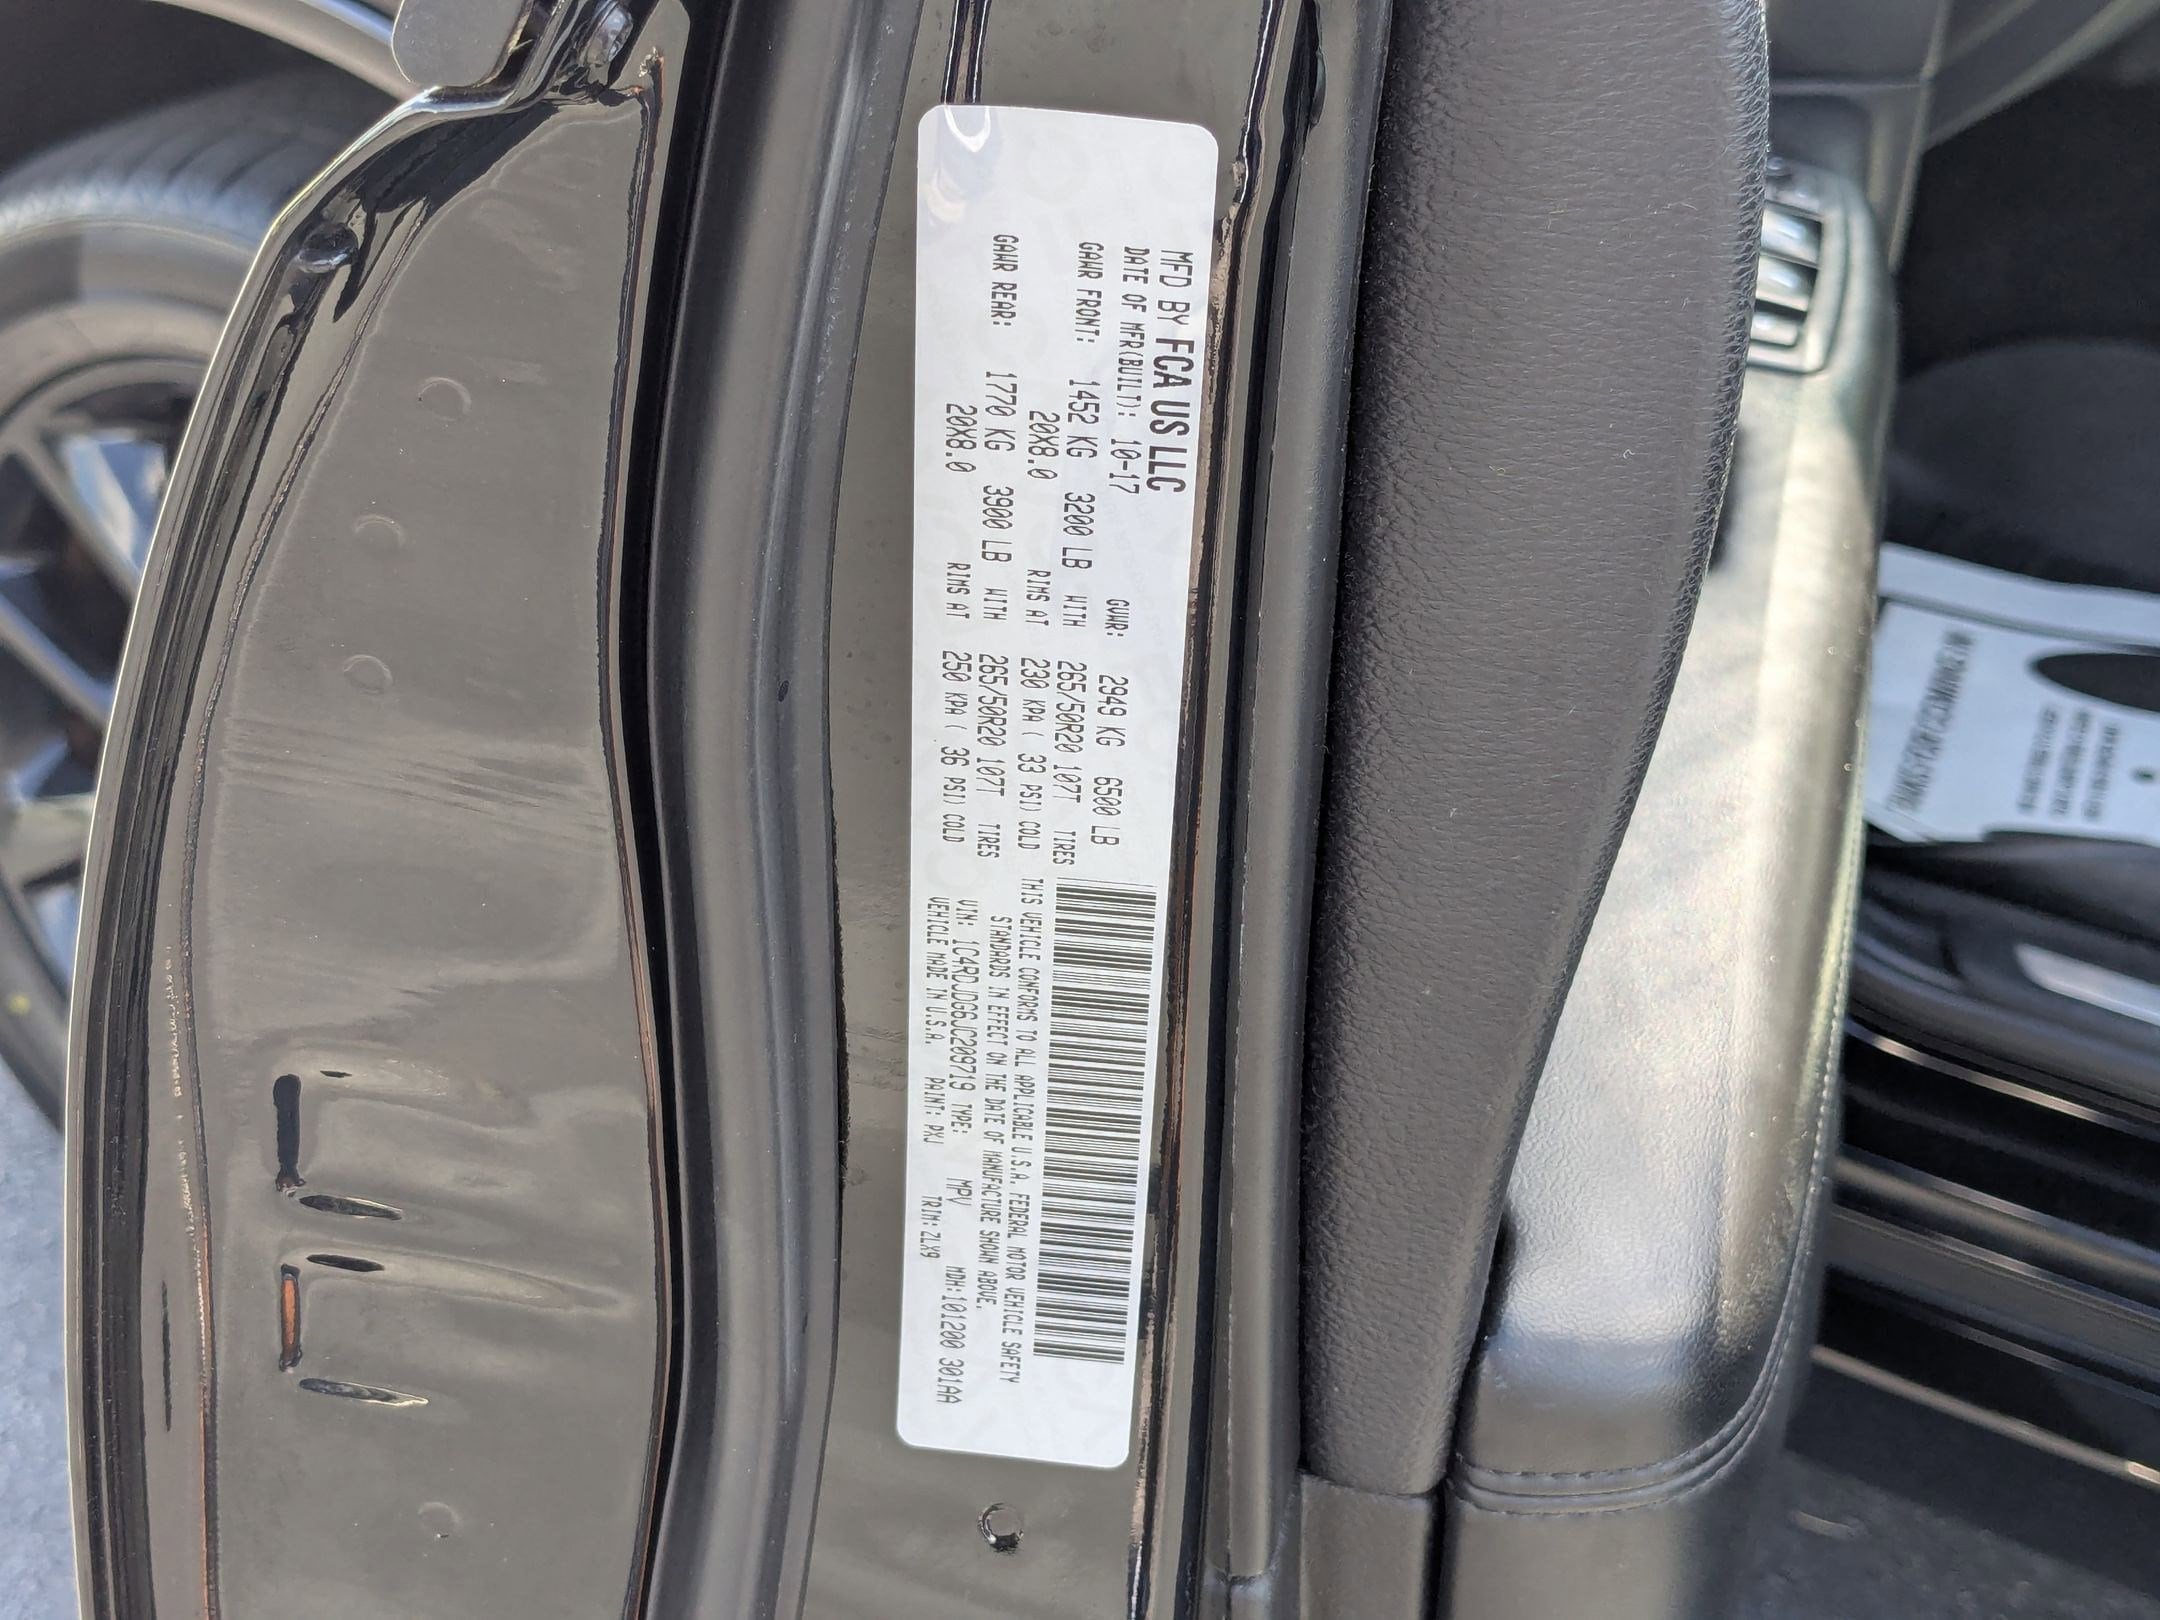 MFD BY FCA US LLC
DATE OF MFR(BUILT): 10-17 GVWR: 2949 KG 6500 LB
GAWR FRONT: 1452 KG 3200 LB WITH 265/50R20 107T TIRES
20X8.0 RIMS AT 230 KPA ( 33 PSI) COLD
GAWR REAR: 1770 KG 3900 LB WITH 265/50R20 107T TIRES
20X8.0 RIMS AT 250 KPA ( 36 PSI) COLD
THIS VEHICLE CONFORMS TO ALL APPLICABLE U.S.A. FEDERAL MOTOR VEHICLE SAFETY
STANDARDS IN EFFECT ON THE DATE OF MANUFACTURE SHOWN ABOVE.
VIN: 1C4RDJDG6JC209719 TYPE: MPV MDH:101200 301AA
VEHICLE MADE IN U.S.A. PAINT: PXJ TRIM: ZLX9